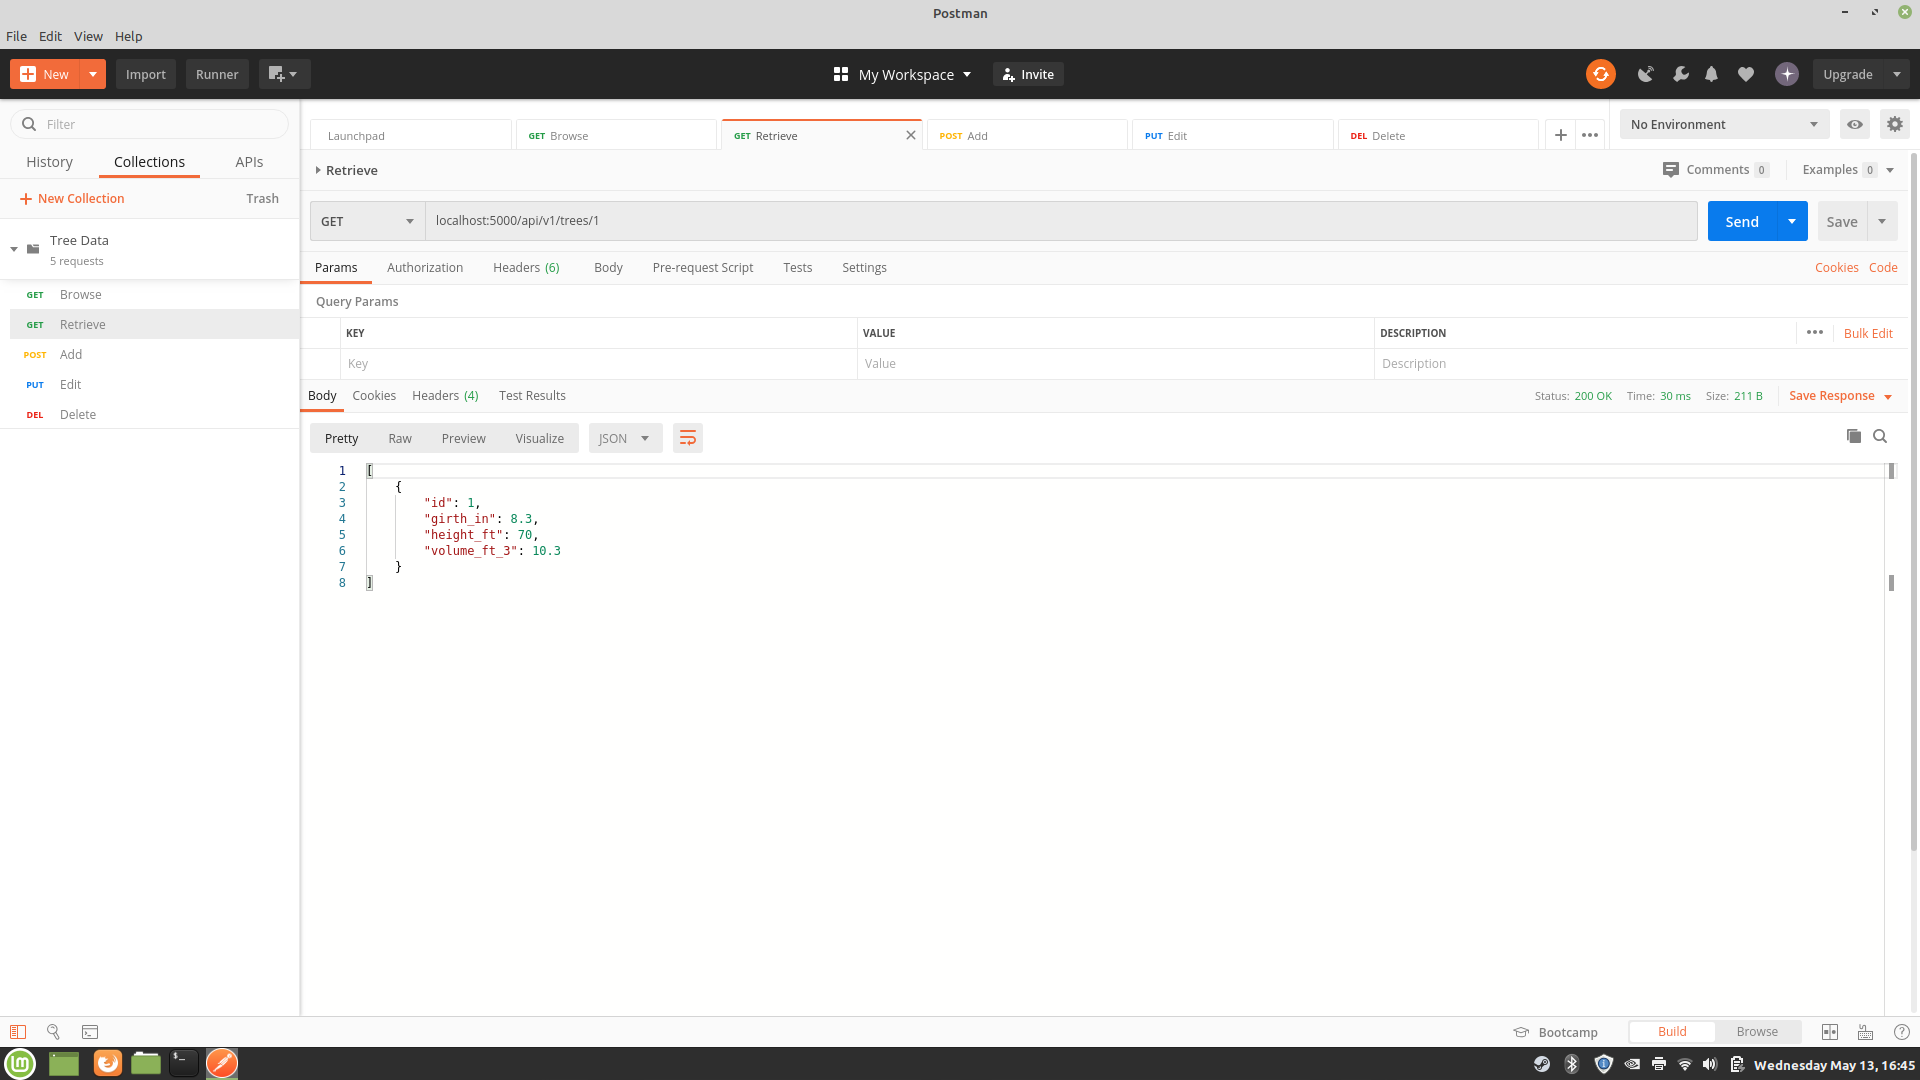 Postman
File Edit View Help
New Import Runner My Workspace Invite Upgrade
Filter
History Collections APIs
New Collection Trash
Tree Data
5 requests
GET Browse
GET Retrieve
POST Add
PUT Edit
DEL Delete
Launchpad GET Browse GET Retrieve POST Add PUT Edit DEL Delete No Environment
Retrieve Comments 0 Examples 0
GET localhost:5000/api/v1/trees/1 Send Save
Params Authorization Headers (6) Body Pre-request Script Tests Settings Cookies Code
Query Params
KEY VALUE DESCRIPTION Bulk Edit
Key Value Description
Body Cookies Headers (4) Test Results Status: 200 OK Time: 30 ms Size: 211 B Save Response
Pretty Raw Preview Visualize JSON
1 [
2 {
3 "id": 1,
4 "girth_in": 8.3,
5 "height_ft": 70,
6 "volume_ft_3": 10.3
7 }
8 ]
Bootcamp Build Browse
Wednesday May 13, 16:45